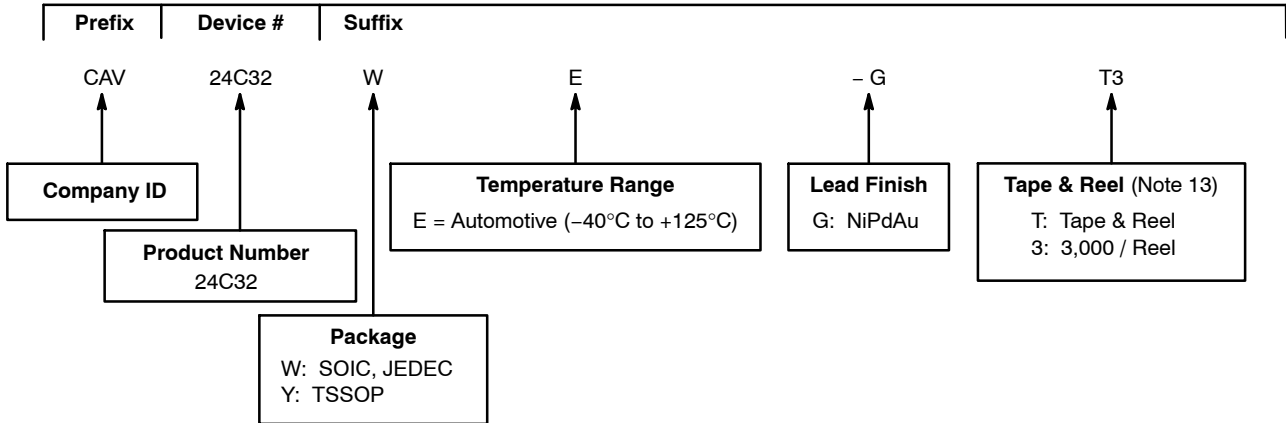 Prefix Device # Suffix
CAV 24C32 W E – G T3
Company ID
Product Number
24C32
Package
W: SOIC, JEDEC
Y: TSSOP
Temperature Range
E = Automotive (−40°C to +125°C)
Lead Finish
G: NiPdAu
Tape & Reel (Note 13)
T: Tape & Reel
3: 3,000 / Reel